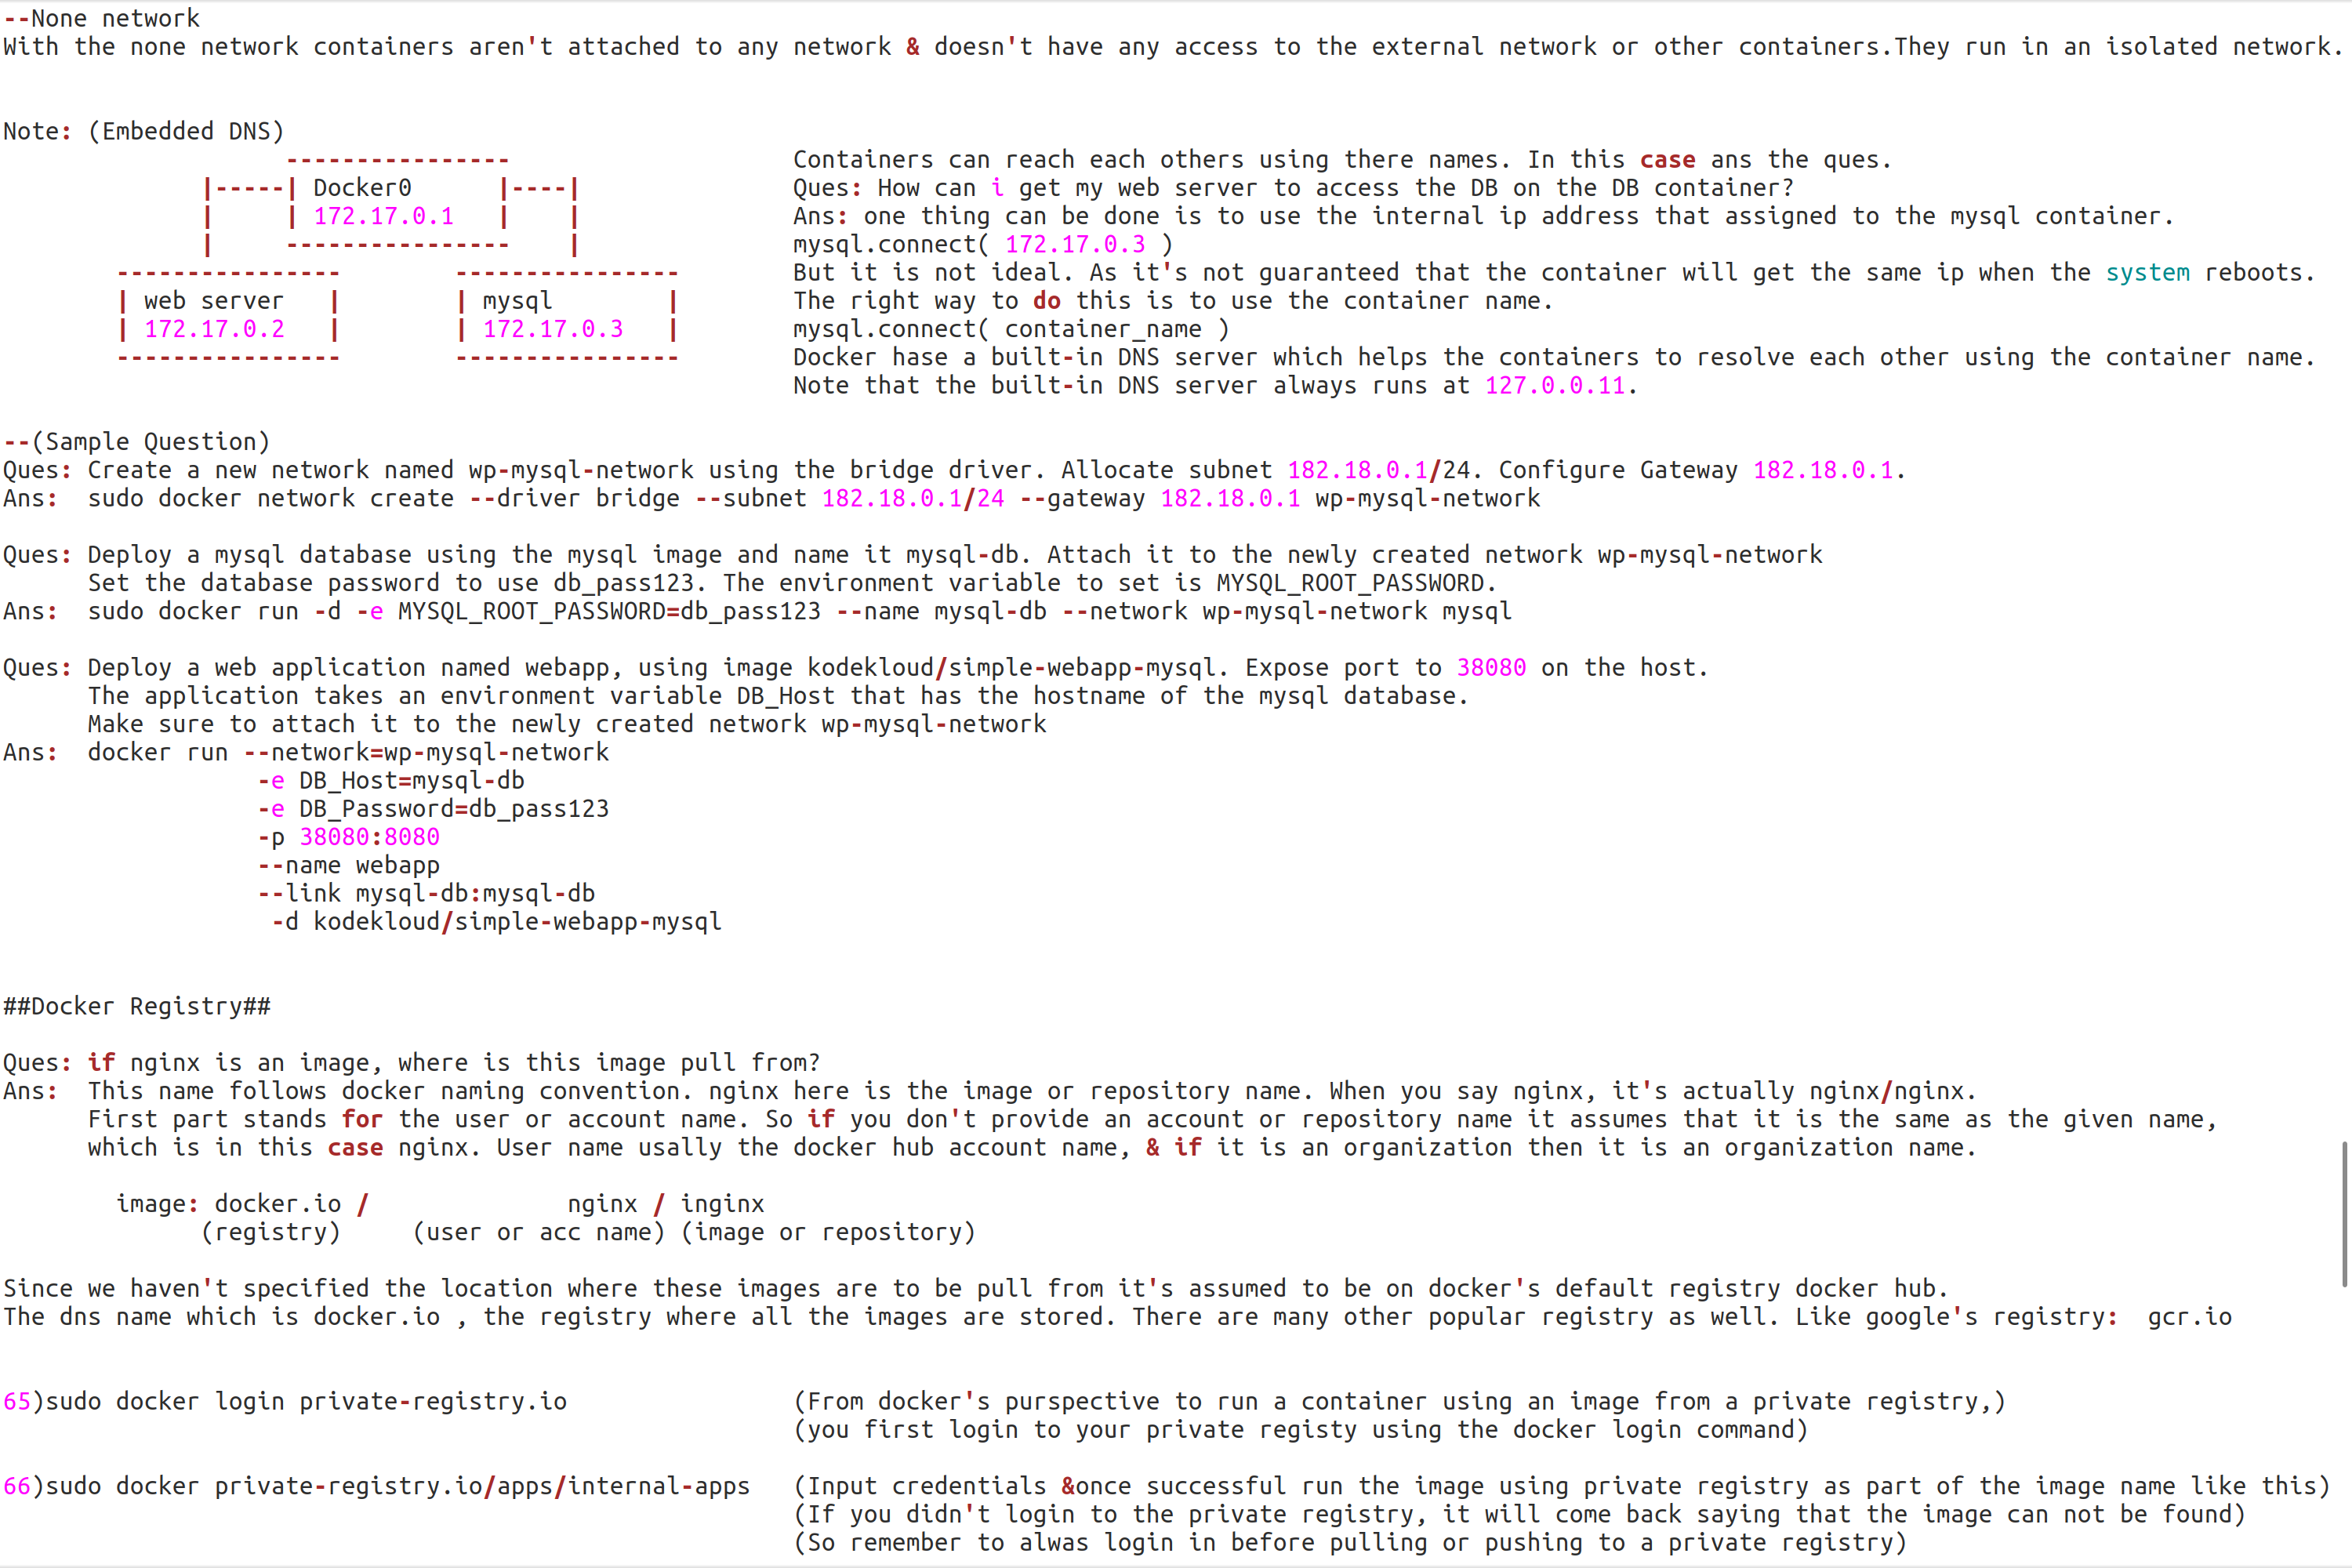 --None network
With the none network containers aren't attached to any network & doesn't have any access to the external network or other containers.They run in an isolated network.
Note: (Embedded DNS)
                    ----------------                    Containers can reach each others using there names. In this case ans the ques.
              |-----| Docker0      |----|               Ques: How can i get my web server to access the DB on the DB container?
              |     | 172.17.0.1   |    |               Ans: one thing can be done is to use the internal ip address that assigned to the mysql container.
              |     ----------------    |               mysql.connect( 172.17.0.3 )
        ----------------        ----------------        But it is not ideal. As it's not guaranteed that the container will get the same ip when the system reboots.
        | web server   |        | mysql        |        The right way to do this is to use the container name.
        | 172.17.0.2   |        | 172.17.0.3   |        mysql.connect( container_name )
        ----------------        ----------------        Docker hase a built-in DNS server which helps the containers to resolve each other using the container name.
                                                        Note that the built-in DNS server always runs at 127.0.0.11.
--(Sample Question)
Ques: Create a new network named wp-mysql-network using the bridge driver. Allocate subnet 182.18.0.1/24. Configure Gateway 182.18.0.1.
Ans:  sudo docker network create --driver bridge --subnet 182.18.0.1/24 --gateway 182.18.0.1 wp-mysql-network
Ques: Deploy a mysql database using the mysql image and name it mysql-db. Attach it to the newly created network wp-mysql-network
      Set the database password to use db_pass123. The environment variable to set is MYSQL_ROOT_PASSWORD.
Ans:  sudo docker run -d -e MYSQL_ROOT_PASSWORD=db_pass123 --name mysql-db --network wp-mysql-network mysql
Ques: Deploy a web application named webapp, using image kodekloud/simple-webapp-mysql. Expose port to 38080 on the host.
      The application takes an environment variable DB_Host that has the hostname of the mysql database.
      Make sure to attach it to the newly created network wp-mysql-network
Ans:  docker run --network=wp-mysql-network
                  -e DB_Host=mysql-db
                  -e DB_Password=db_pass123
                  -p 38080:8080
                  --name webapp
                  --link mysql-db:mysql-db
                   -d kodekloud/simple-webapp-mysql
##Docker Registry##
Ques: if nginx is an image, where is this image pull from?
Ans:  This name follows docker naming convention. nginx here is the image or repository name. When you say nginx, it's actually nginx/nginx.
      First part stands for the user or account name. So if you don't provide an account or repository name it assumes that it is the same as the given name,
      which is in this case nginx. User name usally the docker hub account name, & if it is an organization then it is an organization name.
        image: docker.io /              nginx / inginx
              (registry)     (user or acc name) (image or repository)
Since we haven't specified the location where these images are to be pull from it's assumed to be on docker's default registry docker hub.
The dns name which is docker.io , the registry where all the images are stored. There are many other popular registry as well. Like google's registry:  gcr.io
65)sudo docker login private-registry.io                (From docker's purspective to run a container using an image from a private registry,)
                                                        (you first login to your private registy using the docker login command)
66)sudo docker private-registry.io/apps/internal-apps   (Input credentials &once successful run the image using private registry as part of the image name like this)
                                                        (If you didn't login to the private registry, it will come back saying that the image can not be found)
                                                        (So remember to alwas login in before pulling or pushing to a private registry)